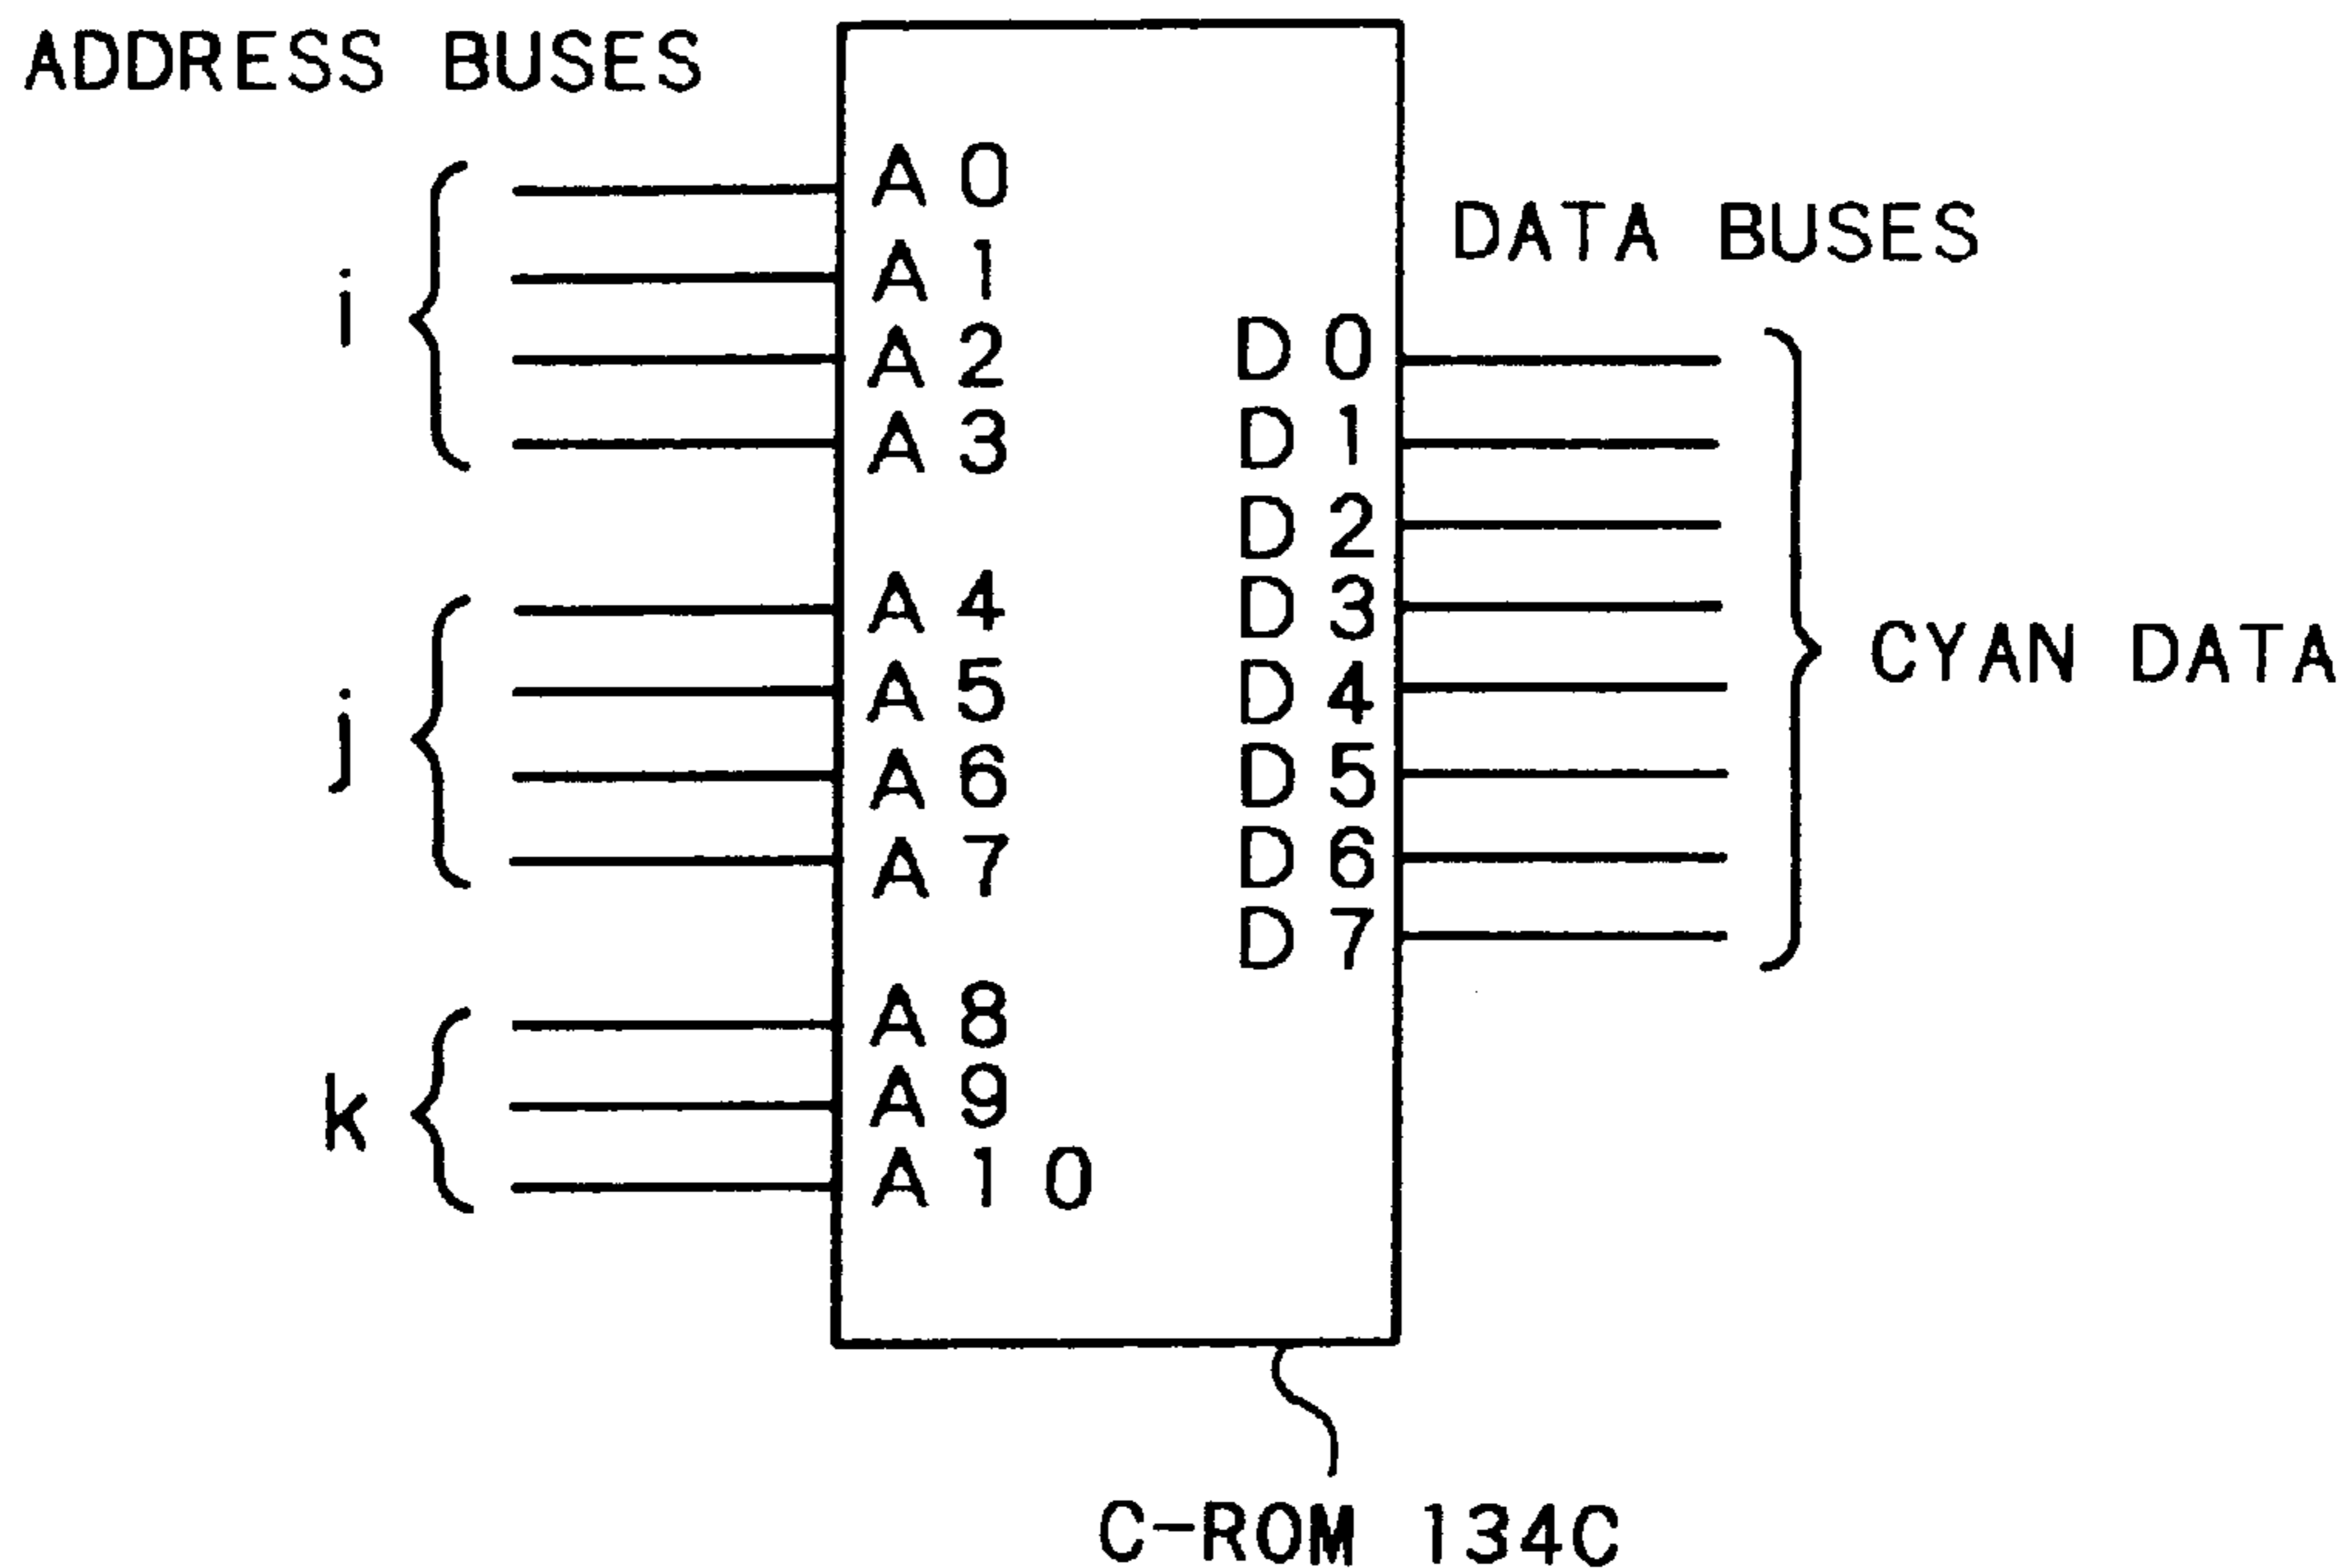 ADDRESS BUSES
i
A0
A1
A2
A3
j
A4
A5
A6
A7
k
A8
A9
A10
DATA BUSES
D0
D1
D2
D3
D4
D5
D6
D7
CYAN DATA
C-ROM 134C